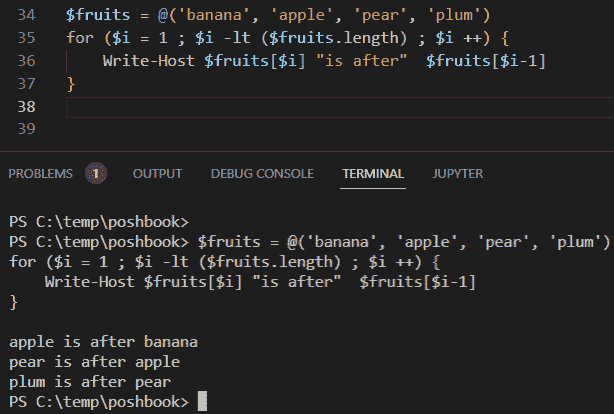 34 $fruits = @('banana', 'apple', 'pear', 'plum')
35 for ($i = 1 ; $i -lt ($fruits.length) ; $i ++) {
36     Write-Host $fruits[$i] "is after"  $fruits[$i-1]
37 }
38
39
PROBLEMS 1 OUTPUT DEBUG CONSOLE TERMINAL JUPYTER
PS C:\temp\poshbook>
PS C:\temp\poshbook> $fruits = @('banana', 'apple', 'pear', 'plum')
for ($i = 1 ; $i -lt ($fruits.length) ; $i ++) {
    Write-Host $fruits[$i] "is after"  $fruits[$i-1]
}
apple is after banana
pear is after apple
plum is after pear
PS C:\temp\poshbook>